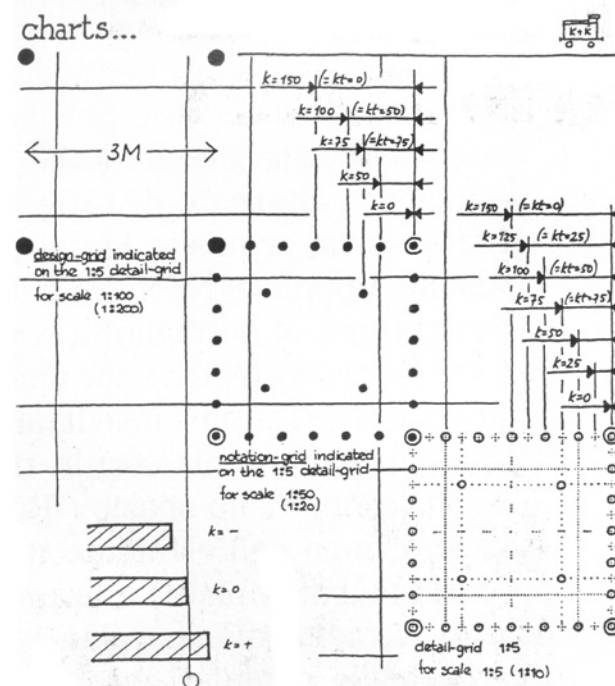 charts...
K+K
k=150 (=kt=0)
k=100 (=kt=50)
3M
k=75 (=kt=75)
k=50
k=0
k=150 (=kt=0)
k=125 (=kt=25)
k=100 (=kt=50)
k=75 (=kt=75)
k=50
k=25
k=0
design-grid indicated
on the 1:5 detail-grid
for scale 1:100
(1:200)
notation-grid indicated
on the 1:5 detail-grid
for scale 1:50
(1:20)
k= -
k=0
k=+
detail-grid 1:5
for scale 1:5 (1:10)